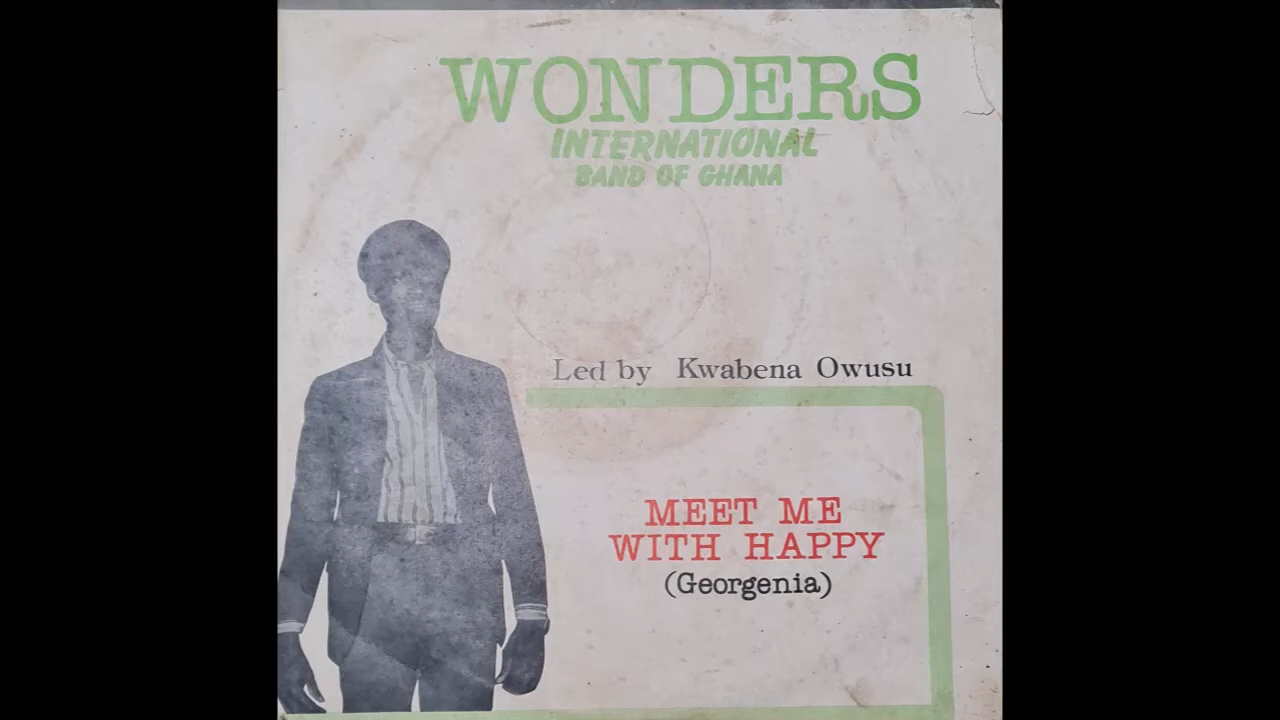 WONDERS
INTERNATIONAL
BAND OF GHANA
Led by Kwabena Owusu
MEET ME
WITH HAPPY
(Georgenia)